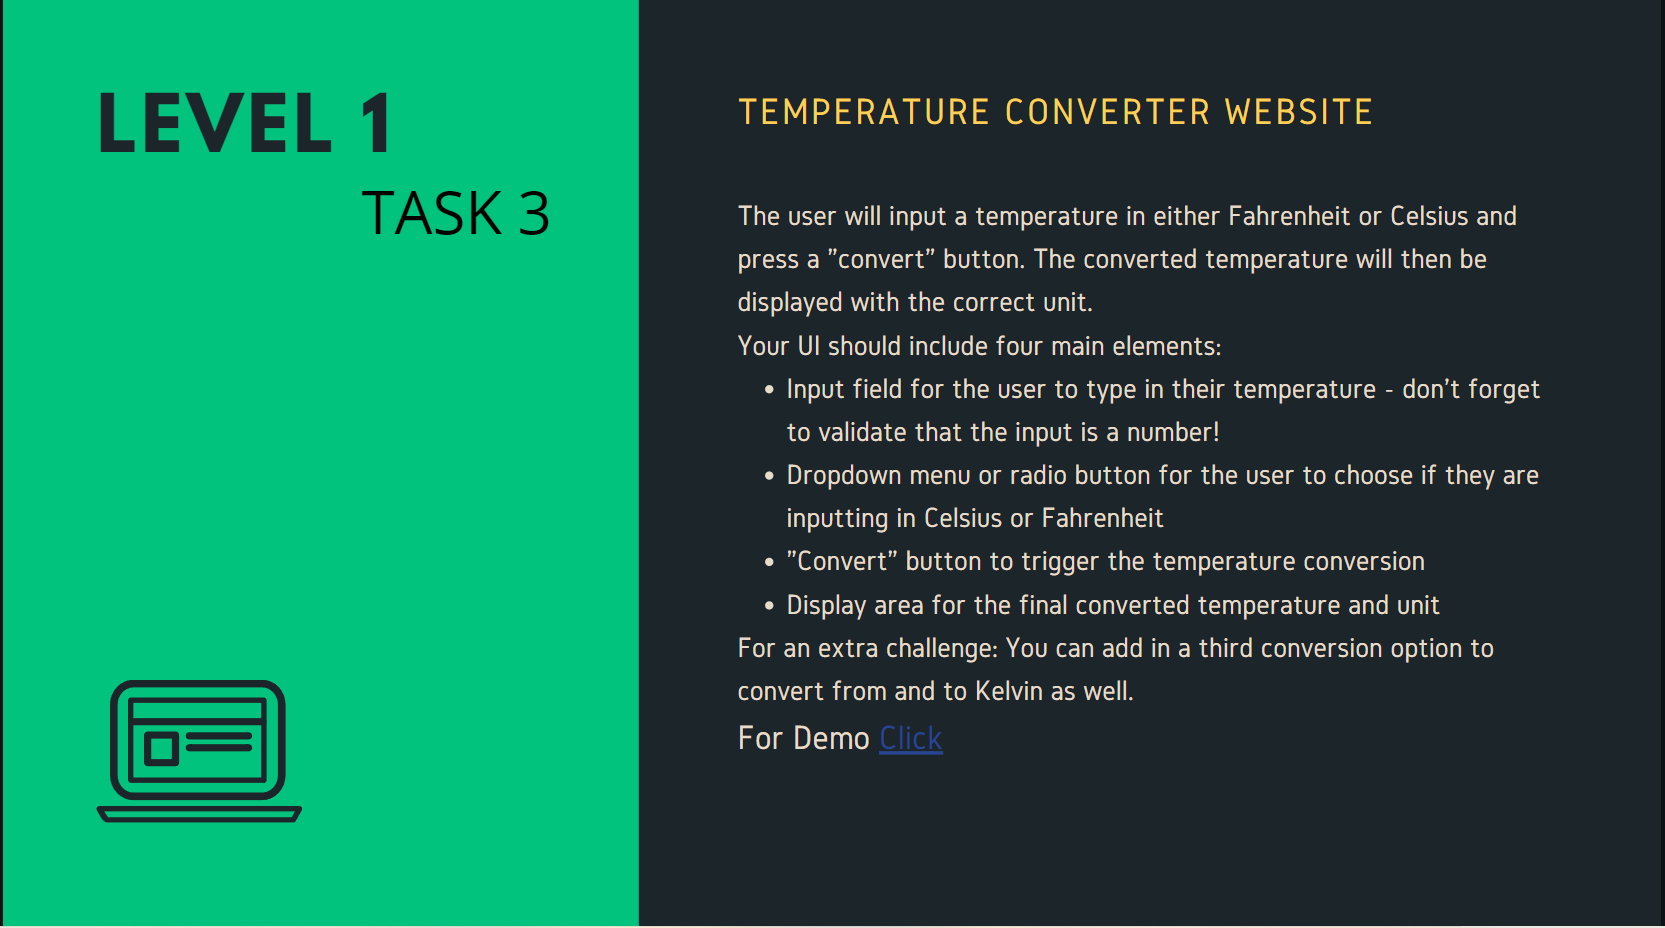 LEVEL 1
TASK 3
TEMPERATURE CONVERTER WEBSITE
The user will input a temperature in either Fahrenheit or Celsius and
press a ”convert” button. The converted temperature will then be
displayed with the correct unit.
Your UI should include four main elements:
• Input field for the user to type in their temperature - don’t forget
to validate that the input is a number!
• Dropdown menu or radio button for the user to choose if they are
inputting in Celsius or Fahrenheit
• ”Convert” button to trigger the temperature conversion
• Display area for the final converted temperature and unit
For an extra challenge: You can add in a third conversion option to
convert from and to Kelvin as well.
For Demo Click